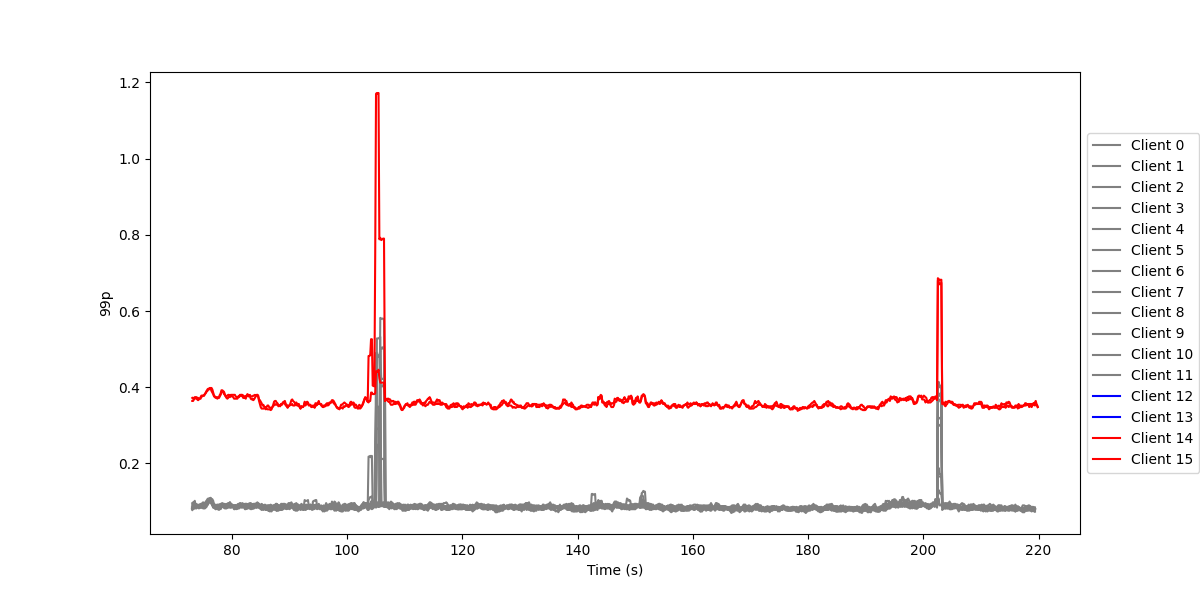 1.2
1.0
0.8
0.6
0.4
0.2
99p
80
100
120
140
160
180
200
220
Time (s)
Client 0
Client 1
Client 2
Client 3
Client 4
Client 5
Client 6
Client 7
Client 8
Client 9
Client 10
Client 11
Client 12
Client 13
Client 14
Client 15